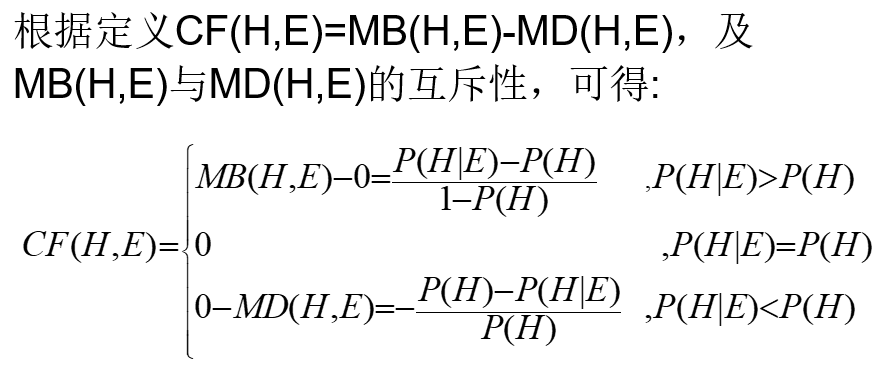 根据定义CF(H,E)=MB(H,E)-MD(H,E)，及
MB(H,E)与MD(H,E)的互斥性，可得:
MB(H,E)−0=P(H|E)−P(H)/1−P(H) ,P(H|E)>P(H)
CF(H,E)={0 ,P(H|E)=P(H)
0−MD(H,E)=−P(H)−P(H|E)/P(H) ,P(H|E)<P(H)